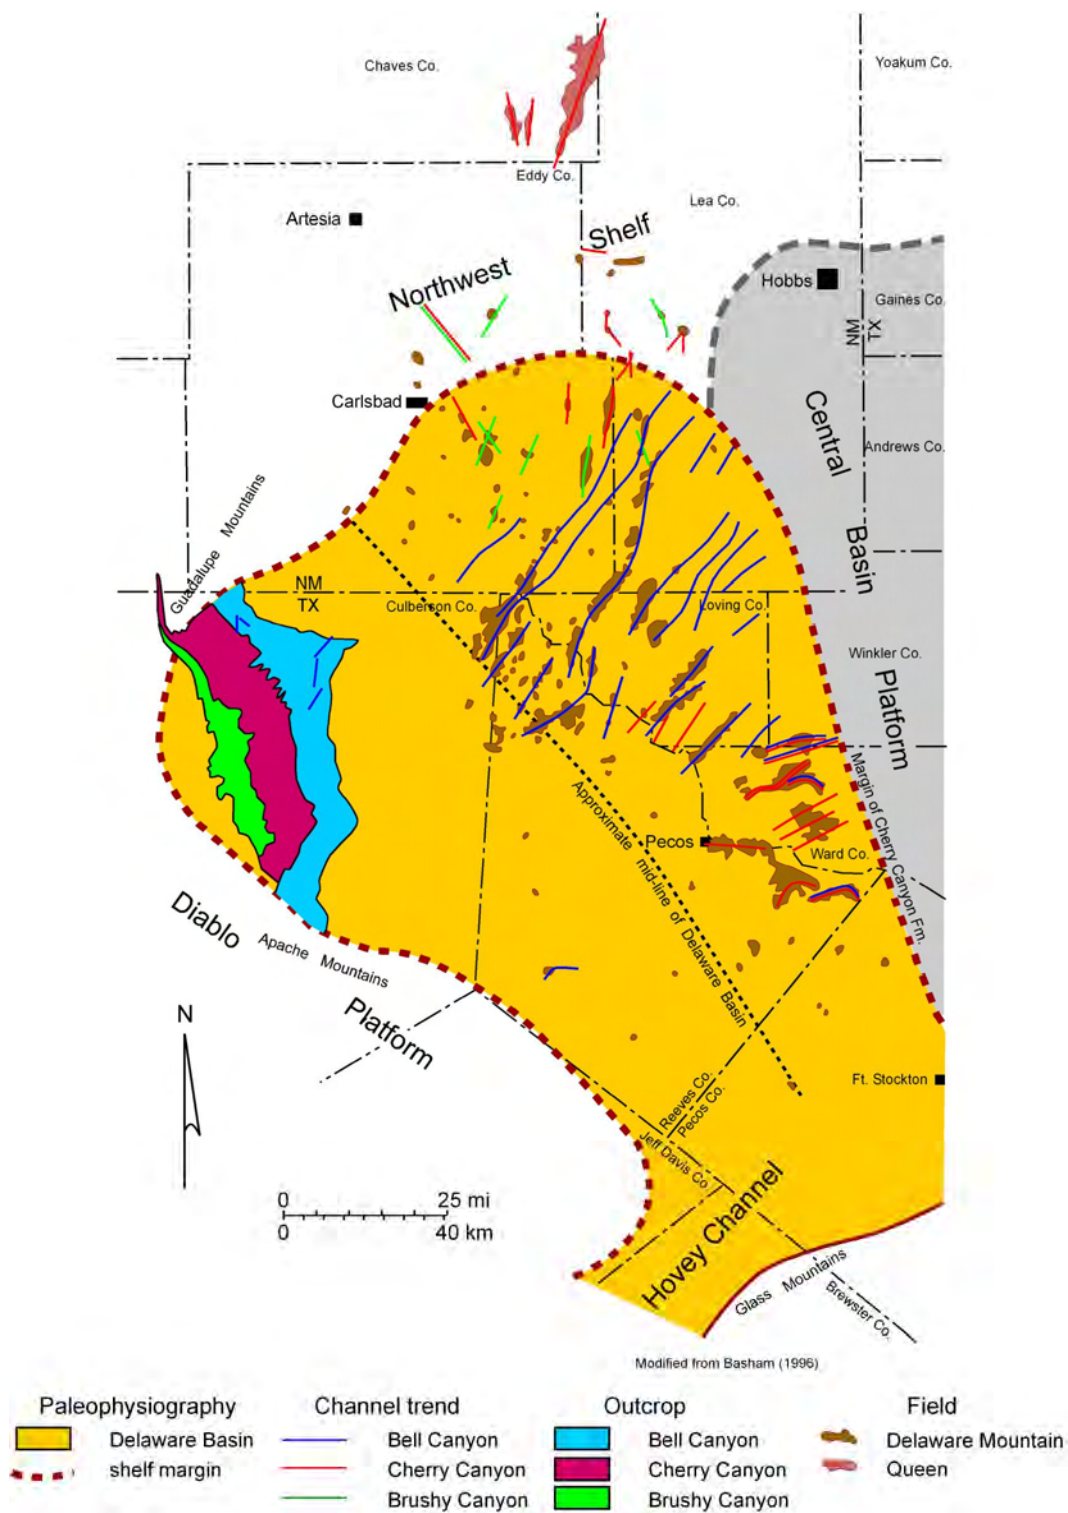 Chaves Co.
Yoakum Co.
Eddy Co.
Lea Co.
Artesia
Northwest Shelf
Hobbs
Gaines Co.
TX
NM
Carlsbad
Central Basin Platform
Andrews Co.
Guadalupe Mountains
NM
TX
Culberson Co.
Loving Co.
Winkler Co.
Margin of Cherry Canyon Fm.
Approximate mid-line of Delaware Basin
Pecos
Ward Co.
Diablo Platform
Apache Mountains
N
Ft. Stockton
Reeves Co.
Pecos Co.
Jeff Davis Co.
0 25 mi
0 40 km
Hovey Channel
Glass Mountains
Brewster Co.
Modified from Basham (1996)
Paleophysiography
Delaware Basin
shelf margin
Channel trend
Bell Canyon
Cherry Canyon
Brushy Canyon
Outcrop
Bell Canyon
Cherry Canyon
Brushy Canyon
Field
Delaware Mountain
Queen